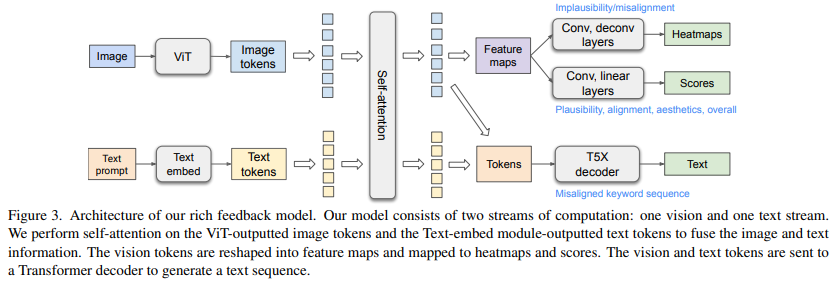 Implausibility/misalignment
Image
ViT
Image
tokens
Self-attention
Feature
maps
Conv, deconv
layers
Heatmaps
Conv, linear
layers
Scores
Plausibility, alignment, aesthetics, overall
Text
prompt
Text
embed
Text
tokens
Tokens
T5X
decoder
Text
Misaligned keyword sequence
Figure 3. Architecture of our rich feedback model. Our model consists of two streams of computation: one vision and one text stream.
We perform self-attention on the ViT-outputted image tokens and the Text-embed module-outputted text tokens to fuse the image and text
information. The vision tokens are reshaped into feature maps and mapped to heatmaps and scores. The vision and text tokens are sent to
a Transformer decoder to generate a text sequence.